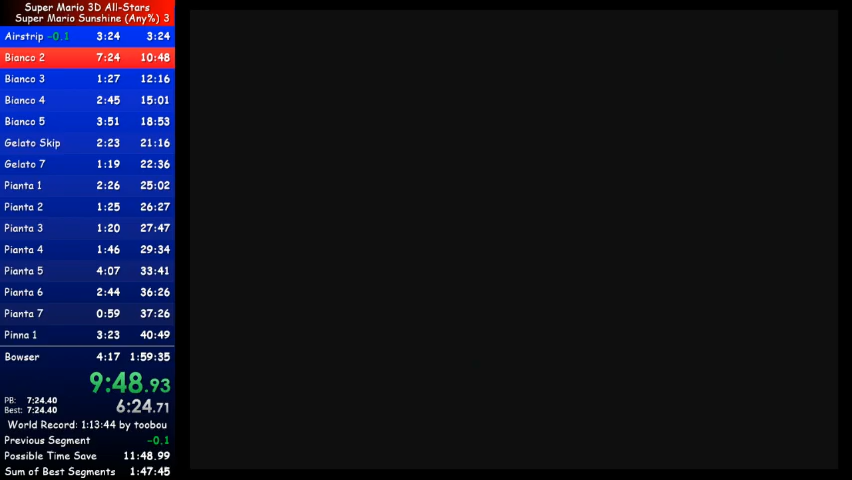 Super Mario 3D All-Stars
Super Mario Sunshine (Any%) 3
Airstrip -0.1 3:24 3:24
Bianco 2 7:24 10:48
Bianco 3 1:27 12:16
Bianco 4 2:45 15:01
Bianco 5 3:51 18:53
Gelato Skip 2:23 21:16
Gelato 7 1:19 22:36
Pianta 1 2:26 25:02
Pianta 2 1:25 26:27
Pianta 3 1:20 27:47
Pianta 4 1:46 29:34
Pianta 5 4:07 33:41
Pianta 6 2:44 36:26
Pianta 7 0:59 37:26
Pinna 1 3:23 40:49
Bowser 4:17 1:59:35
9:48.93
PB: 7:24.40
Best: 7:24.40
6:24.71
World Record: 1:13:44 by toobou
Previous Segment -0.1
Possible Time Save 11:48.99
Sum of Best Segments 1:47:45